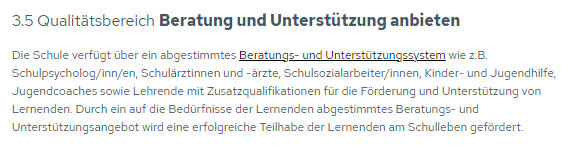 3.5 Qualitätsbereich Beratung und Unterstützung anbieten
Die Schule verfügt über ein abgestimmtes Beratungs- und Unterstützungssystem wie z.B.
Schulpsycholog/inn/en, Schulärztinnen und -ärzte, Schulsozialarbeiter/innen, Kinder- und Jugendhilfe,
Jugendcoaches sowie Lehrende mit Zusatzqualifikationen für die Förderung und Unterstützung von
Lernenden. Durch ein auf die Bedürfnisse der Lernenden abgestimmtes Beratungs- und
Unterstützungsangebot wird eine erfolgreiche Teilhabe der Lernenden am Schulleben gefördert.